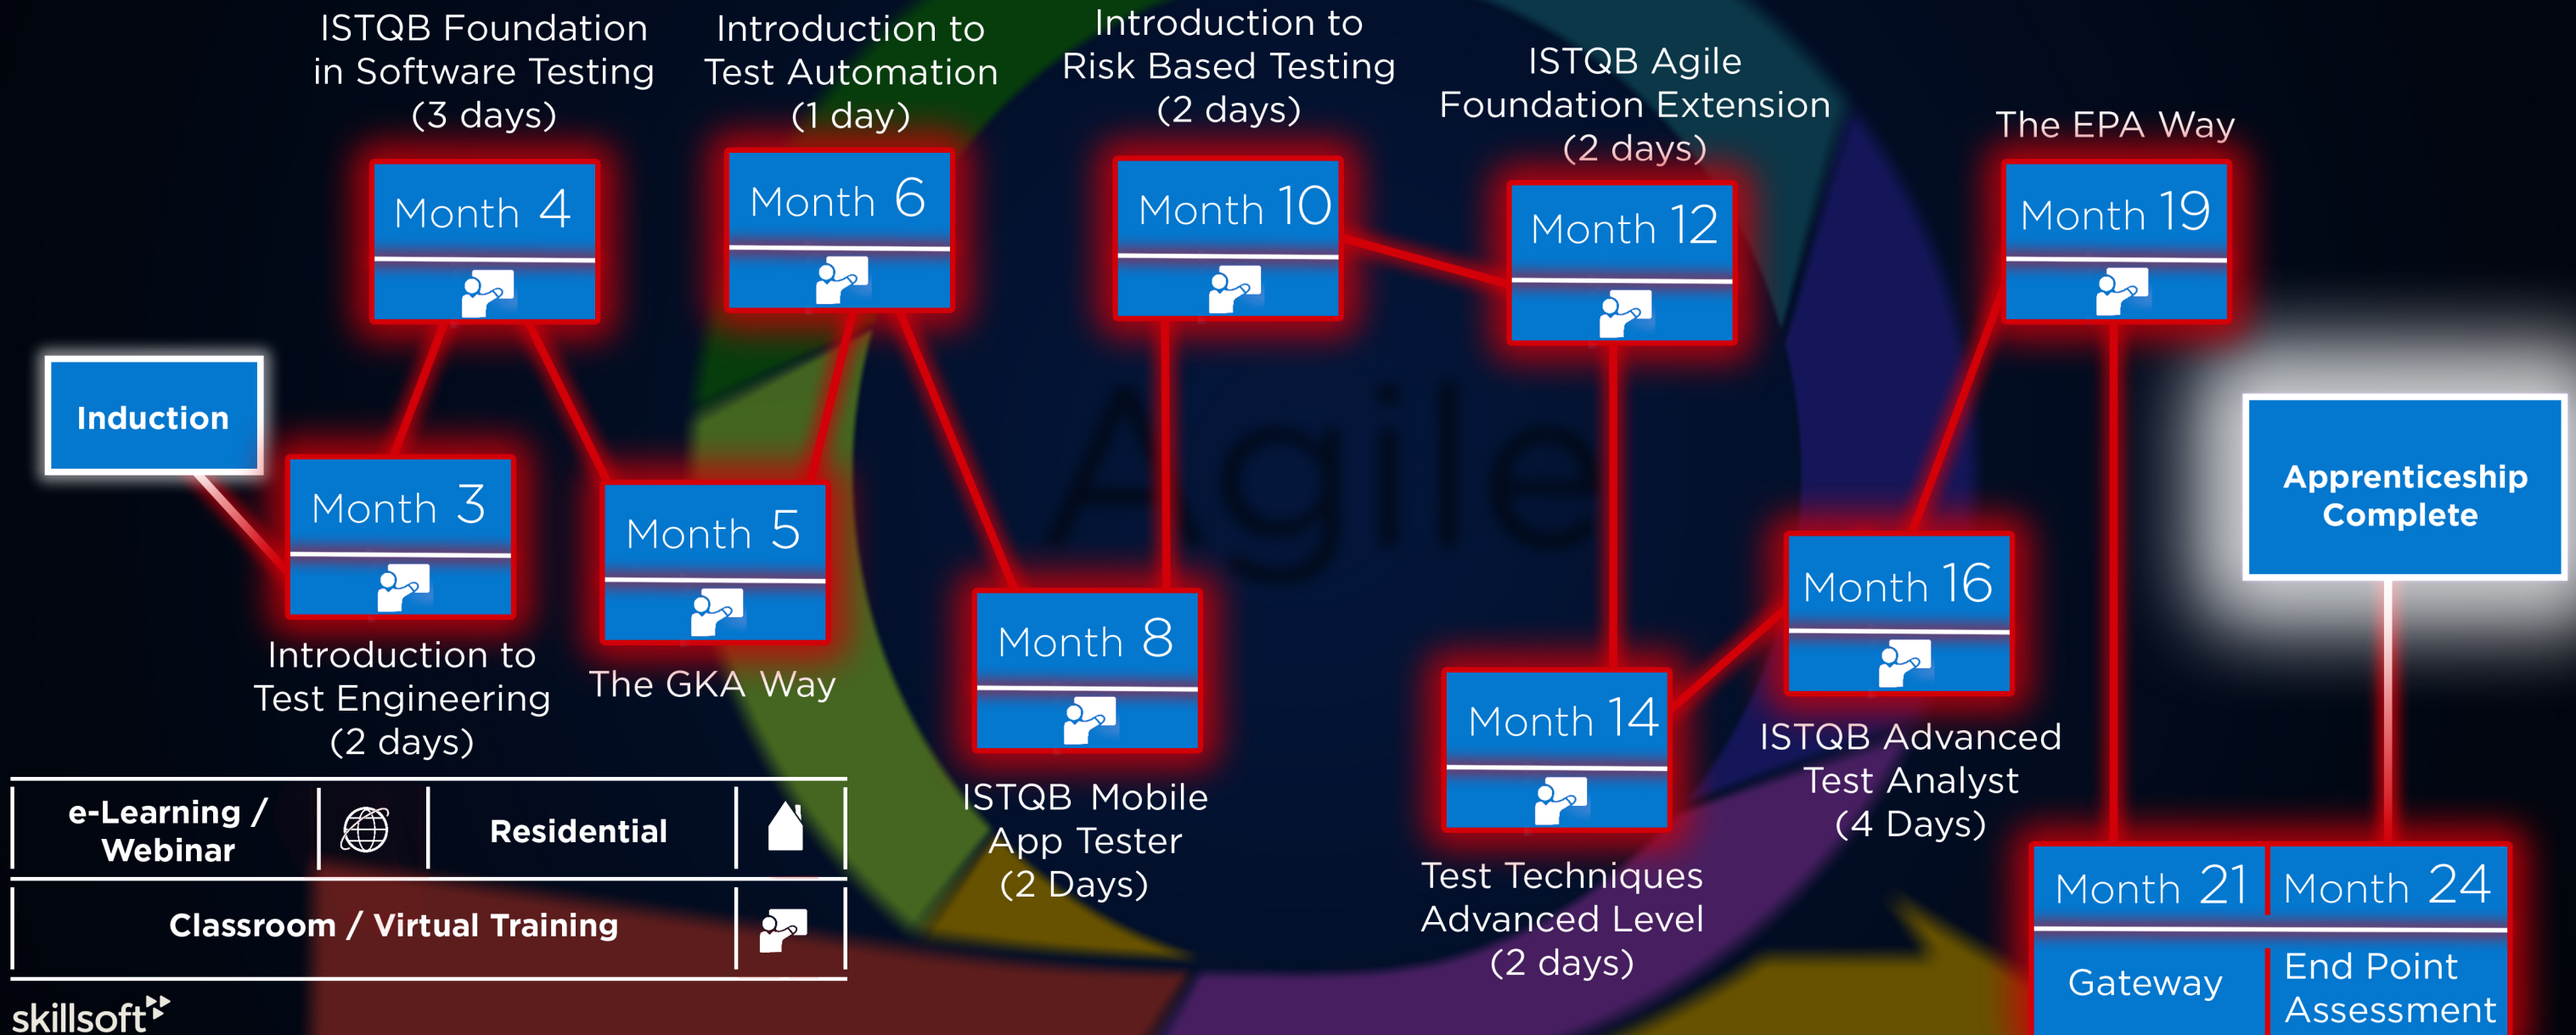 ISTQB Foundation
in Software Testing
(3 days)
Month 4
Introduction to
Test Automation
(1 day)
Month 6
Introduction to
Risk Based Testing
(2 days)
Month 10
ISTQB Agile
Foundation Extension
(2 days)
Month 12
The EPA Way
Month 19
Induction
Month 3
Introduction to
Test Engineering
(2 days)
Month 5
The GKA Way
Agile
Month 8
ISTQB Mobile
App Tester
(2 Days)
Month 14
Test Techniques
Advanced Level
(2 days)
Month 16
ISTQB Advanced
Test Analyst
(4 Days)
Apprenticeship
Complete
Month 21
Gateway
Month 24
End Point
Assessment
e-Learning /
Webinar
Residential
Classroom / Virtual Training
skillsoft